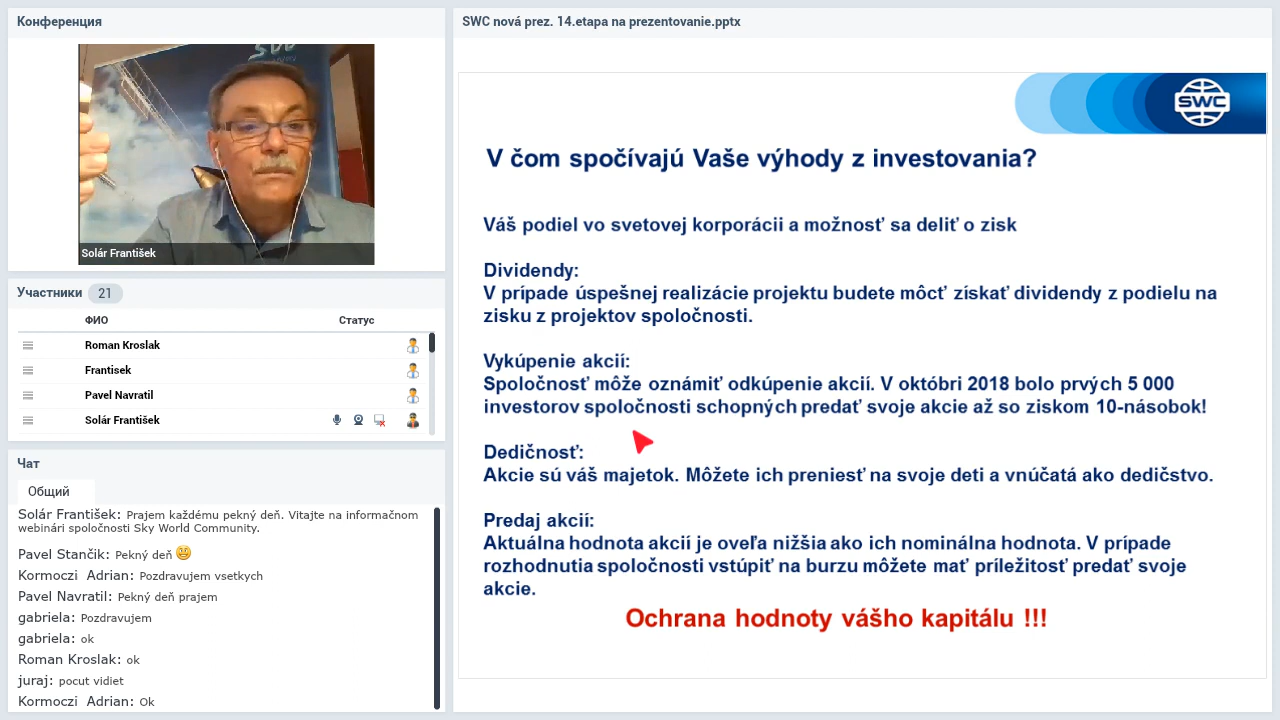 Конференция
Solár František
Участники 21
ФИО Статус
Roman Kroslak
Frantisek
Pavel Navratil
Solár František
Чат
Общий
Solár František: Prajem každému pekný deň. Vitajte na informačnom
webinári spoločnosti Sky World Community.
Pavel Stančik: Pekný deň
Kormoczi Adrian: Pozdravujem vsetkych
Pavel Navratil: Pekný deň prajem
gabriela: Pozdravujem
gabriela: ok
Roman Kroslak: ok
juraj: pocut vidiet
Kormoczi Adrian: Ok
SWC nová prez. 14.etapa na prezentovanie.pptx
SWC
V čom spočívajú Vaše výhody z investovania?
Váš podiel vo svetovej korporácii a možnosť sa deliť o zisk
Dividendy:
V prípade úspešnej realizácie projektu budete môcť získať dividendy z podielu na
zisku z projektov spoločnosti.
Vykúpenie akcií:
Spoločnosť môže oznámiť odkúpenie akcií. V októbri 2018 bolo prvých 5 000
investorov spoločnosti schopných predať svoje akcie až so ziskom 10-násobok!
Dedičnosť:
Akcie sú váš majetok. Môžete ich preniesť na svoje deti a vnúčatá ako dedičstvo.
Predaj akcií:
Aktuálna hodnota akcií je oveľa nižšia ako ich nominálna hodnota. V prípade
rozhodnutia spoločnosti vstúpiť na burzu môžete mať príležitosť predať svoje
akcie.
Ochrana hodnoty vášho kapitálu !!!